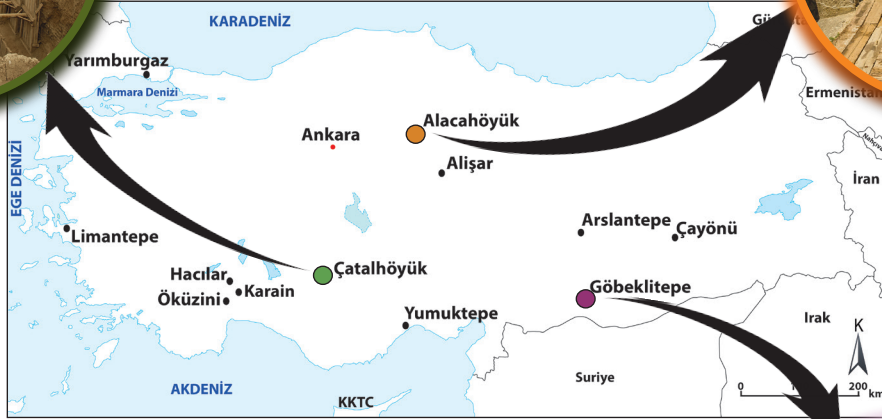 KARADENİZ
Yarımburgaz
Marmara Denizi
Ermenistan
Alacahöyük
Ankara
Alişar
İran
EGE DENİZİ
Arslantepe
Çayönü
Limantepe
Çatalhöyük
Hacılar
Karain
Öküzini
Göbeklitepe
Yumuktepe
Irak
K
Suriye
AKDENİZ
KKTC
0
200
km